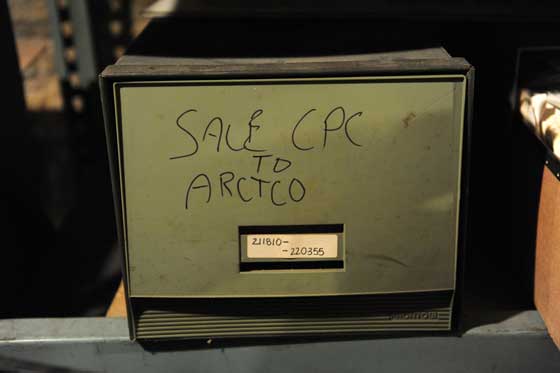 SALE CPC
TO
ARCTCO
211810-
-220355